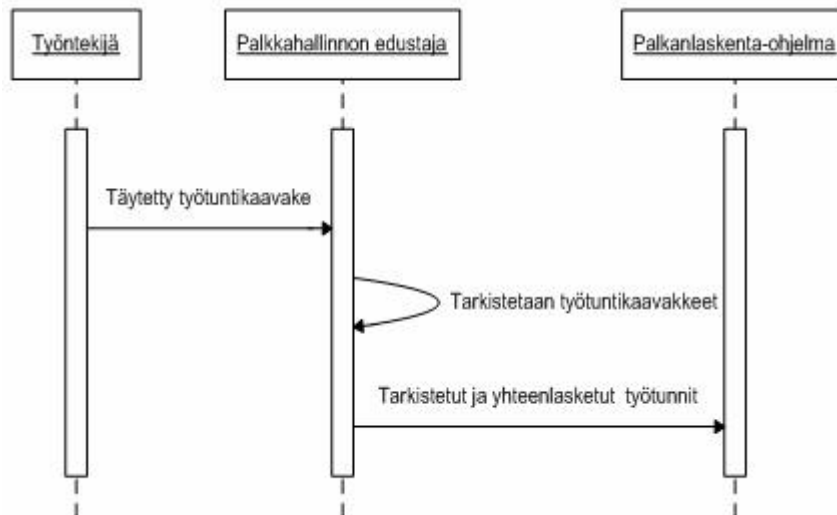 Työntekijä
Palkkahallinnon edustaja
Palkanlaskenta-ohjelma
Täytetty työtuntikaavake
Tarkistetaan työtuntikaavakkeet
Tarkistetut ja yhteenlasketut työtunnit